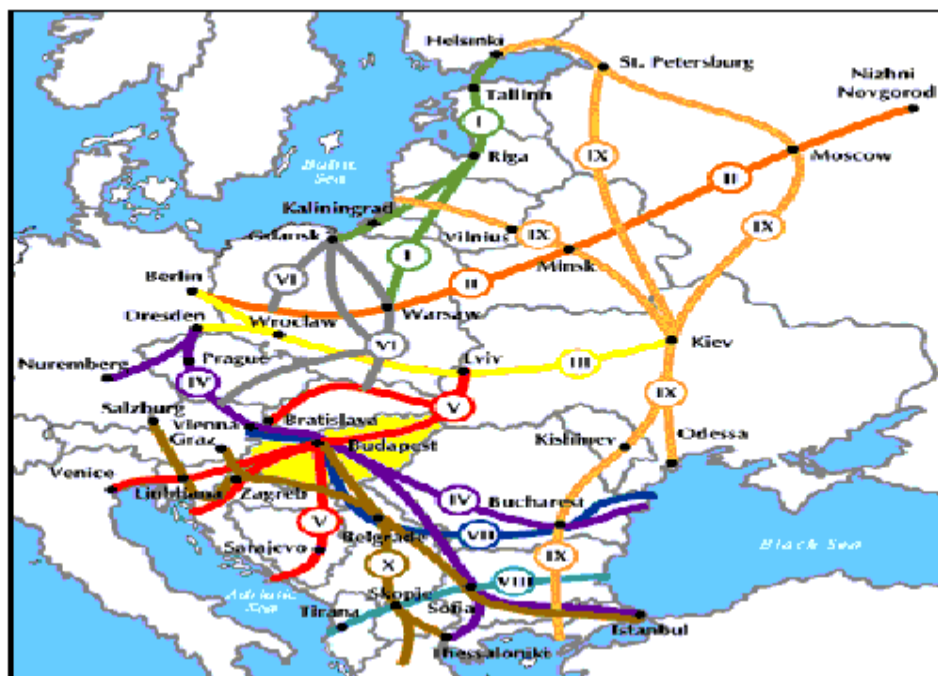 Helsinki
St. Petersburg
Nizhni
Novgorod
Tallinn
I
Riga
IX
Moscow
II
Baltic
Sea
Kaliningrad
Gdansk
Vilnius
IX
IX
Minsk
I
VI
II
Berlin
Warsaw
Dresden
Wroclaw
VI
Kiev
Prague
Lviv
III
Nuremberg
IV
IX
Salzburg
V
Bratislava
Vienna
Graz
Budapest
Kishinev
Odessa
Venice
Ljubljana
Zagreb
IV
Bucharest
V
Belgrade
VII
Sarajevo
IX
Black Sea
X
VIII
Adriatic
Sea
Skopje
Tirana
Sofia
Istanbul
Thessaloniki